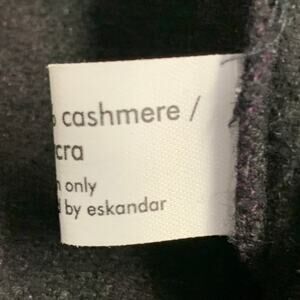 % cashmere /
cra
n only
d by eskandar